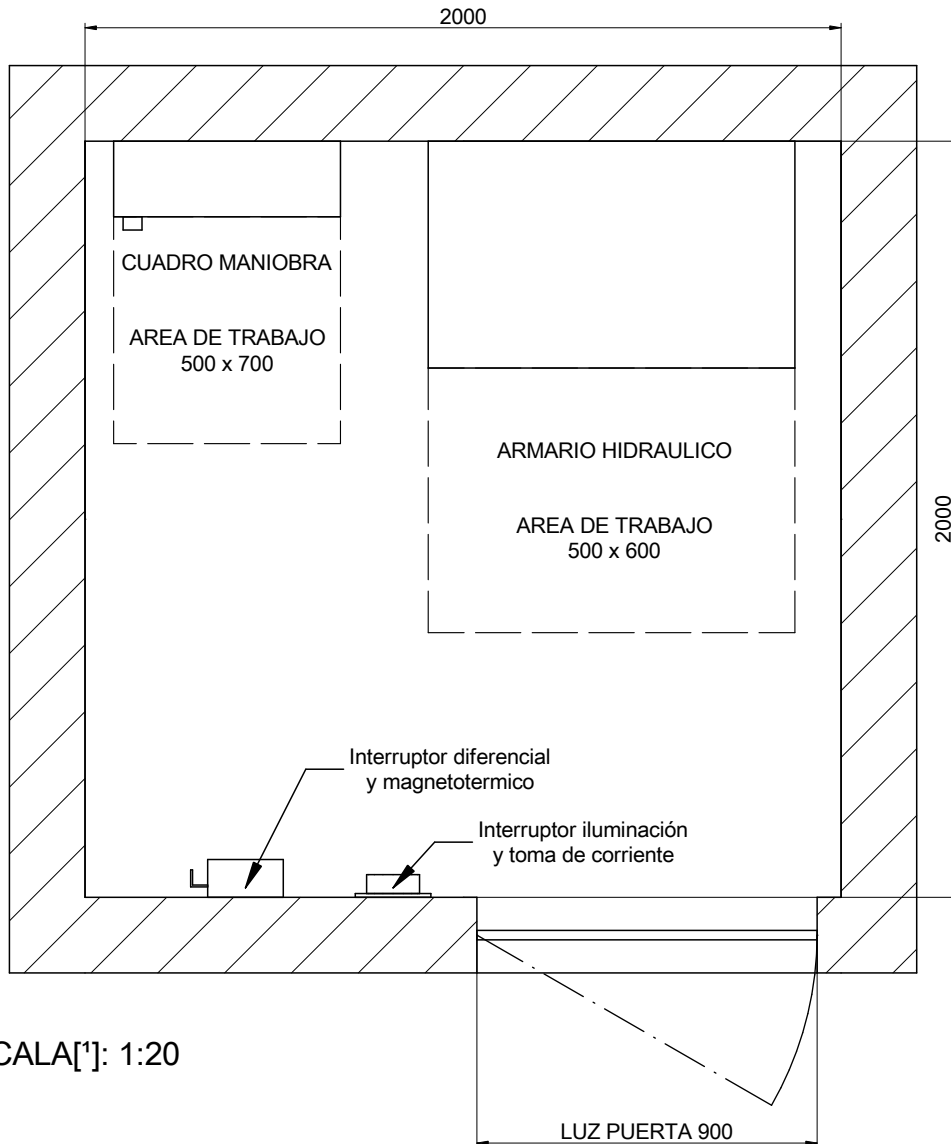 2000
CUADRO MANIOBRA
AREA DE TRABAJO
500 x 700
ARMARIO HIDRAULICO
AREA DE TRABAJO
500 x 600
2000
Interruptor diferencial
y magnetotermico
Interruptor iluminación
y toma de corriente
CALA[¹]: 1:20
LUZ PUERTA 900